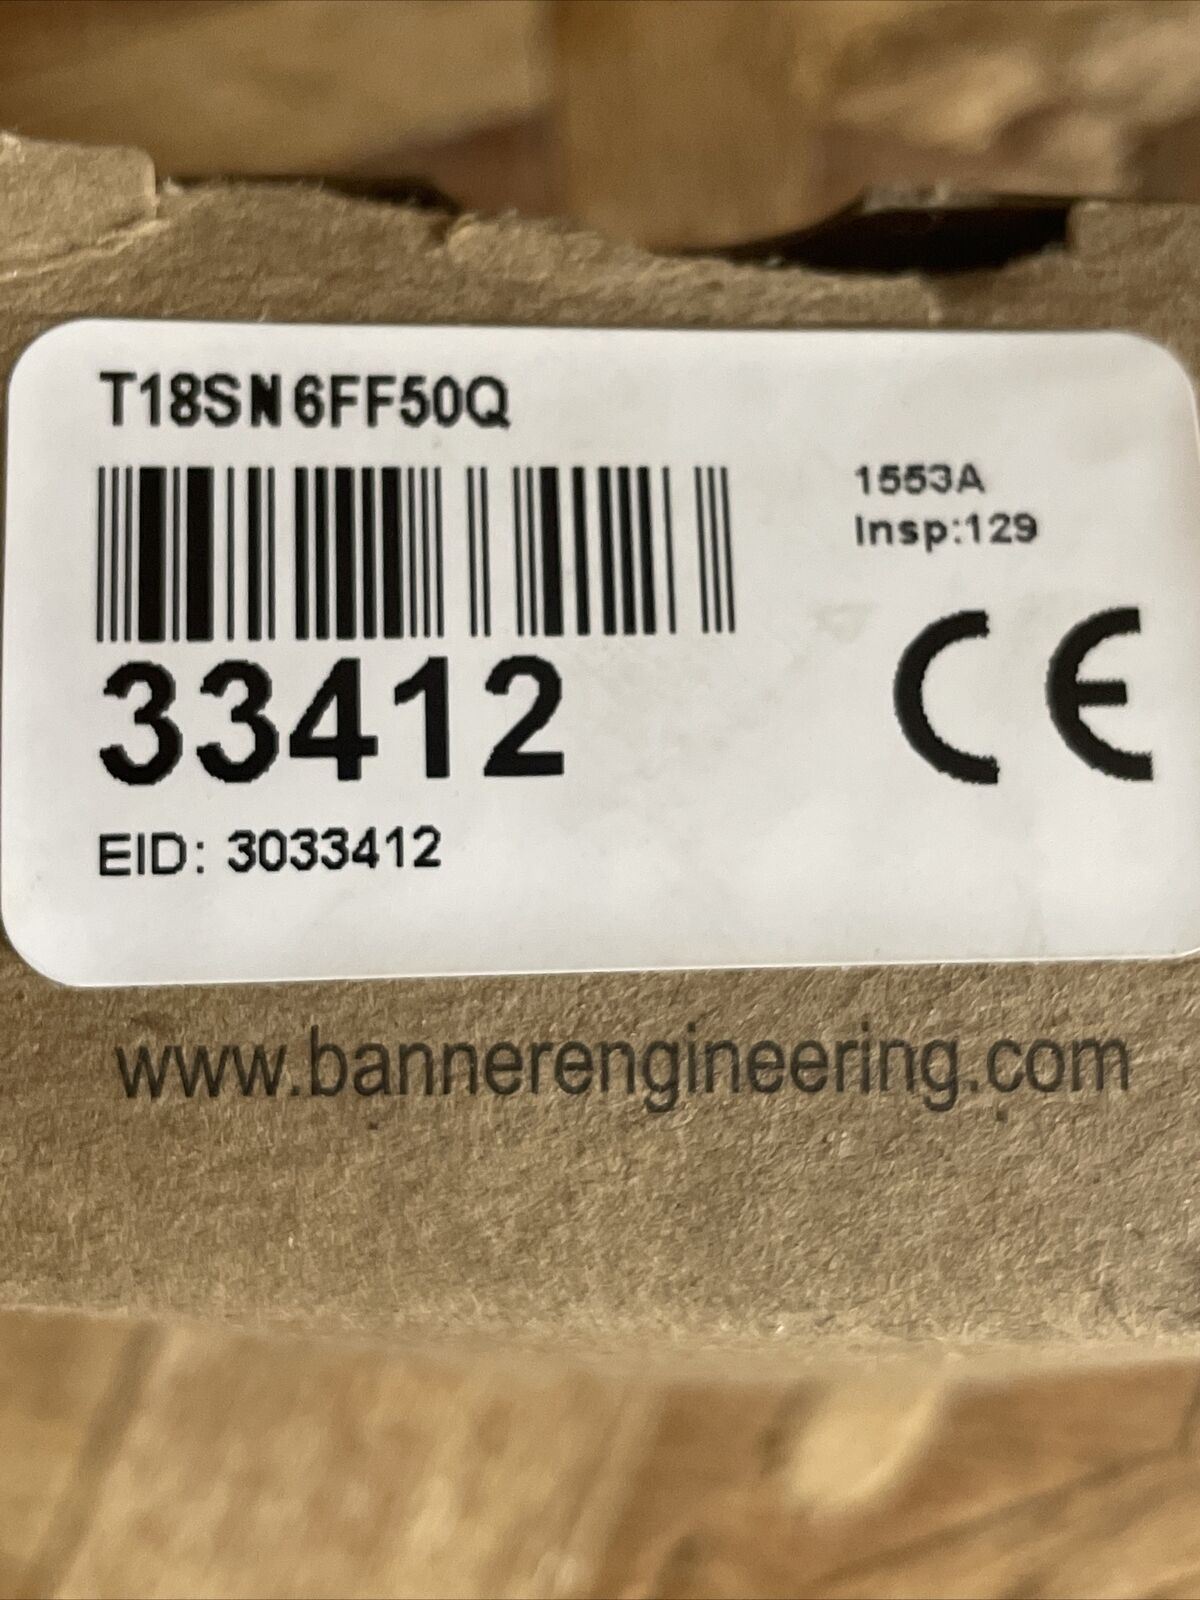 T18SN6FF50Q
1553A
Insp:129
33412
CE
EID: 3033412
www.bannerengineering.com